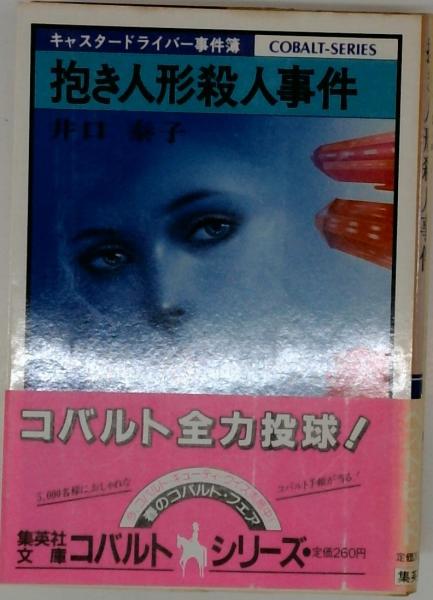 キャスタードライバー事件簿
COBALT-SERIES
抱き人形殺人事件
井口 泰子
コバルト全力投球!
5,000名様におしゃれな
コバルト手帳が当る!
春のコバルト・フェア
集英社
文庫
コバルト
シリーズ・
定価260円